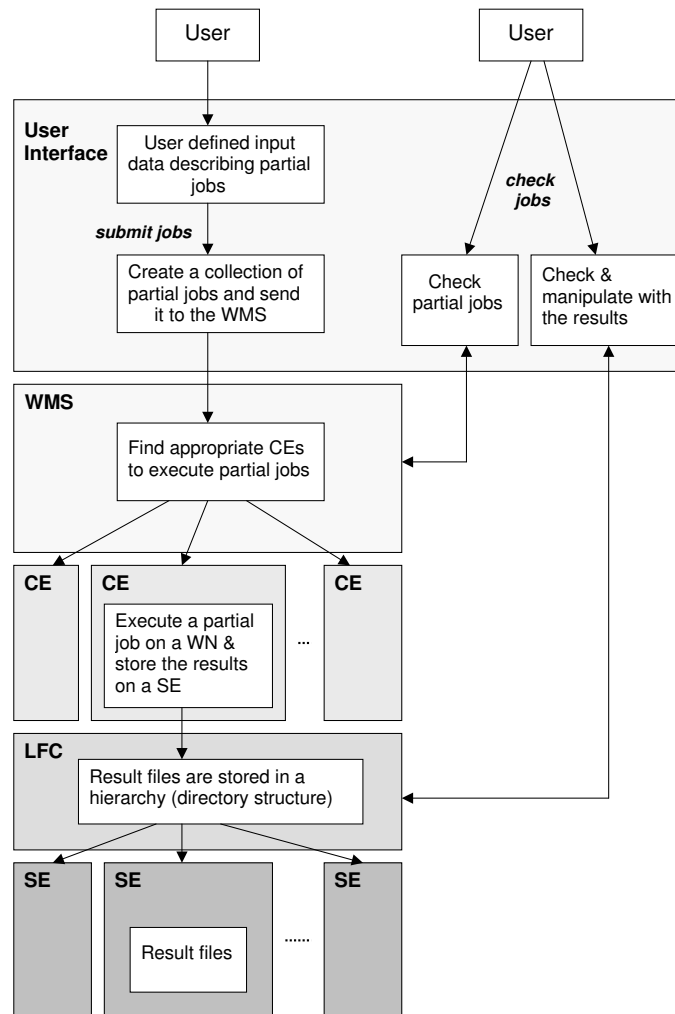 User
User
User
Interface
User defined input
data describing partial
jobs
check
jobs
submit jobs
Create a collection of
partial jobs and send
it to the WMS
Check
partial jobs
Check &
manipulate with
the results
WMS
Find appropriate CEs
to execute partial jobs
CE
CE
CE
Execute a partial
job on a WN &
store the results
on a SE
...
LFC
Result files are stored in a
hierarchy (directory structure)
SE
SE
SE
Result files
......